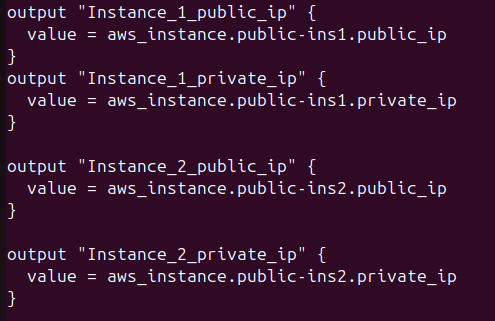 output "Instance_1_public_ip" {
  value = aws_instance.public-ins1.public_ip
}
output "Instance_1_private_ip" {
  value = aws_instance.public-ins1.private_ip
}

output "Instance_2_public_ip" {
  value = aws_instance.public-ins2.public_ip
}

output "Instance_2_private_ip" {
  value = aws_instance.public-ins2.private_ip
}